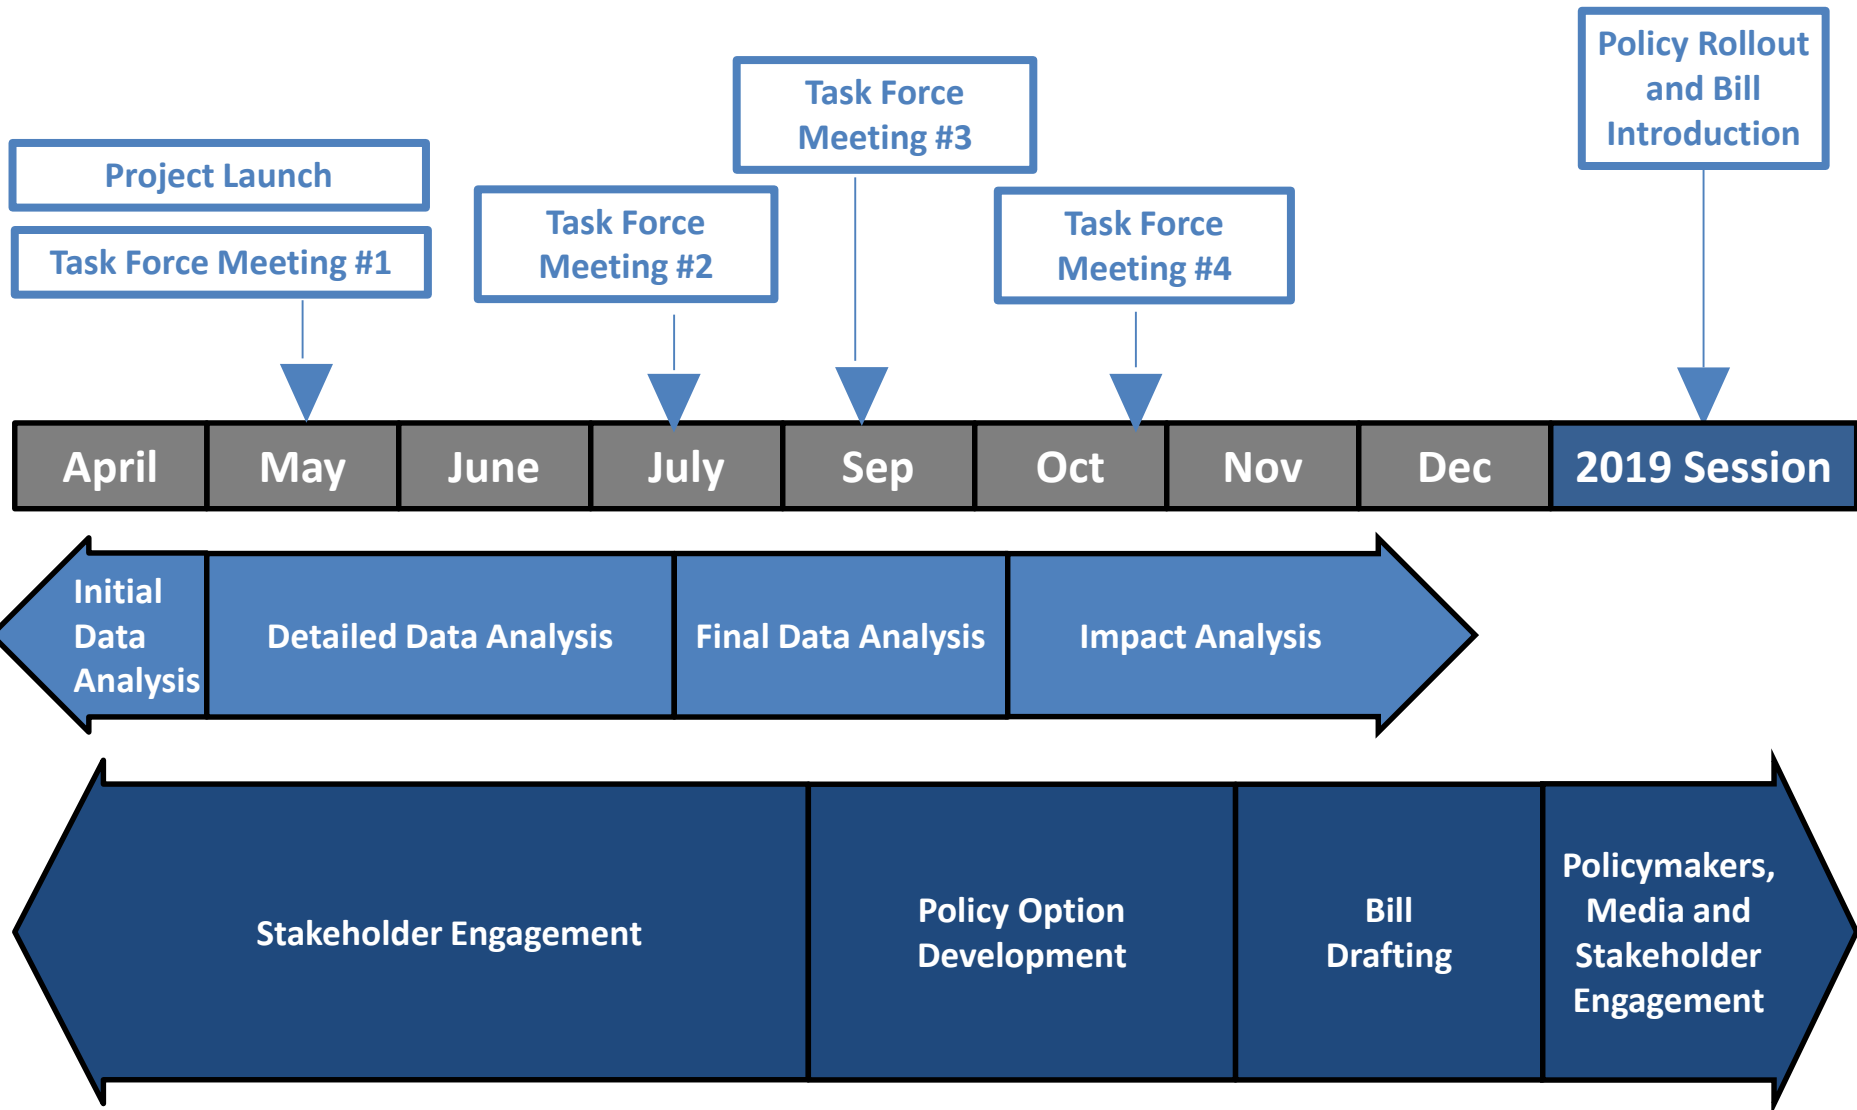 Policy Rollout
and Bill
Introduction
Task Force
Meeting #3
Project Launch
Task Force Meeting #1
Task Force
Meeting #2
Task Force
Meeting #4
April
May
June
July
Sep
Oct
Nov
Dec
2019 Session
Initial
Data
Analysis
Detailed Data Analysis
Final Data Analysis
Impact Analysis
Stakeholder Engagement
Policy Option
Development
Bill
Drafting
Policymakers,
Media and
Stakeholder
Engagement